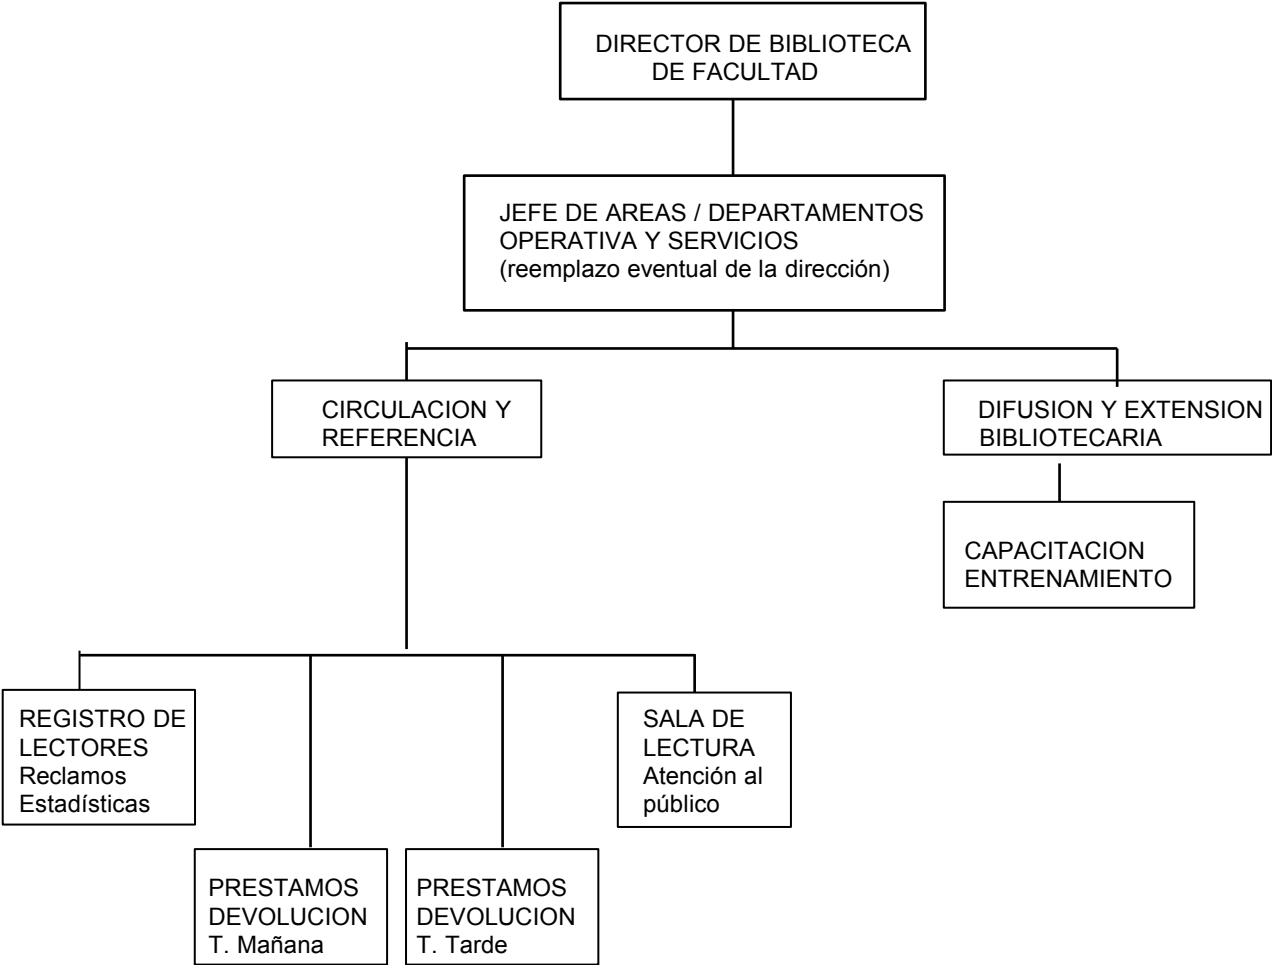 DIRECTOR DE BIBLIOTECA
DE FACULTAD
JEFE DE AREAS / DEPARTAMENTOS
OPERATIVA Y SERVICIOS
(reemplazo eventual de la dirección)
CIRCULACION Y
REFERENCIA
DIFUSION Y EXTENSION
BIBLIOTECARIA
CAPACITACION
ENTRENAMIENTO
REGISTRO DE
LECTORES
Reclamos
Estadísticas
SALA DE
LECTURA
Atención al
público
PRESTAMOS
DEVOLUCION
T. Mañana
PRESTAMOS
DEVOLUCION
T. Tarde